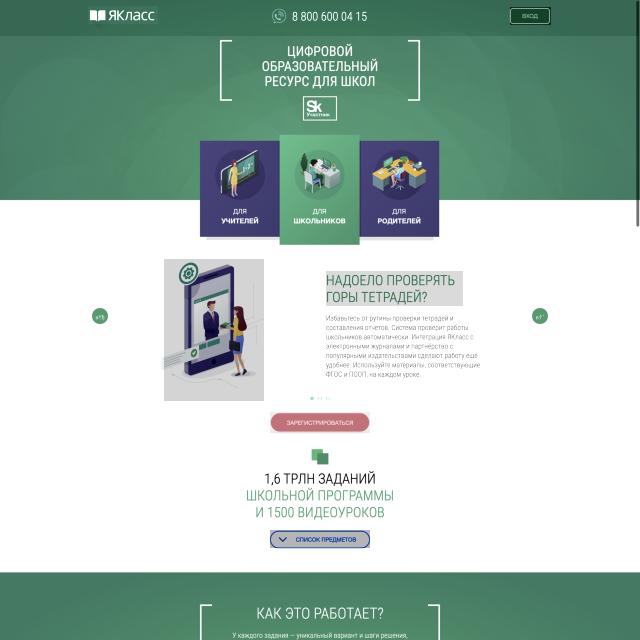 ЯКласс
8 800 600 04 15
ВХОД
ЦИФРОВОЙ
ОБРАЗОВАТЕЛЬНЫЙ
РЕСУРС ДЛЯ ШКОЛ
Sk
Участник
ДЛЯ
УЧИТЕЛЕЙ
ДЛЯ
ШКОЛЬНИКОВ
ДЛЯ
РОДИТЕЛЕЙ
НАДОЕЛО ПРОВЕРЯТЬ
ГОРЫ ТЕТРАДЕЙ?
Избавьтесь от рутины проверки тетрадей и
составления отчетов. Система проверит работы
школьников автоматически. Интеграция ЯКласс с
электронными журналами и партнёрство с
популярными издательствами сделают работу ещё
удобнее. Используйте материалы, соответствующие
ФГОС и ПООП, на каждом уроке.
ЗАРЕГИСТРИРОВАТЬСЯ
1,6 ТРЛН ЗАДАНИЙ
ШКОЛЬНОЙ ПРОГРАММЫ
И 1500 ВИДЕОУРОКОВ
СПИСОК ПРЕДМЕТОВ
КАК ЭТО РАБОТАЕТ?
У каждого задания — уникальный вариант и шаги решения,